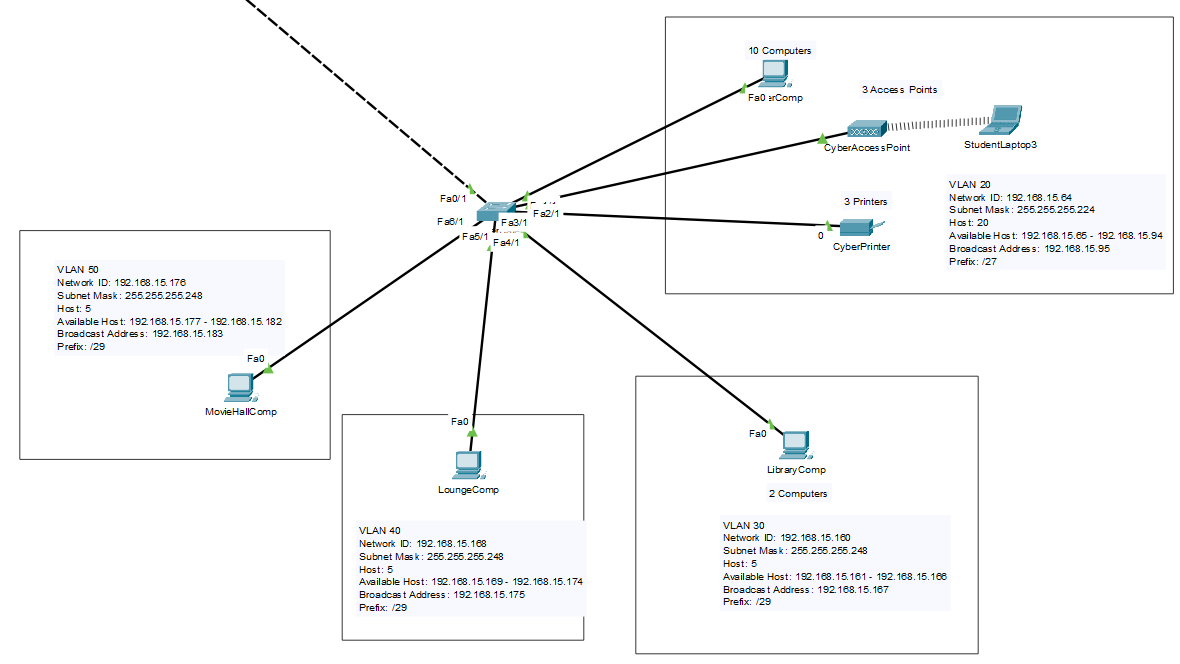 10 Computers
Fa0
erComp
3 Access Points
CyberAccessPoint
StudentLaptop3
VLAN 20
Network ID: 192.168.15.64
Subnet Mask: 255.255.255.224
Host: 20
Available Host: 192.168.15.65 - 192.168.15.94
Broadcast Address: 192.168.15.95
Prefix: /27
3 Printers
0
CyberPrinter
Fa0/1
Fa2/1
Fa6/1
Fa3/1
Fa5/1
Fa4/1
VLAN 50
Network ID: 192.168.15.176
Subnet Mask: 255.255.255.248
Host: 5
Available Host: 192.168.15.177 - 192.168.15.182
Broadcast Address: 192.168.15.183
Prefix: /29
Fa0
MovieHallComp
Fa0
LoungeComp
VLAN 40
Network ID: 192.168.15.168
Subnet Mask: 255.255.255.248
Host: 5
Available Host: 192.168.15.169 - 192.168.15.174
Broadcast Address: 192.168.15.175
Prefix: /29
Fa0
LibraryComp
2 Computers
VLAN 30
Network ID: 192.168.15.160
Subnet Mask: 255.255.255.248
Host: 5
Available Host: 192.168.15.161 - 192.168.15.166
Broadcast Address: 192.168.15.167
Prefix: /29